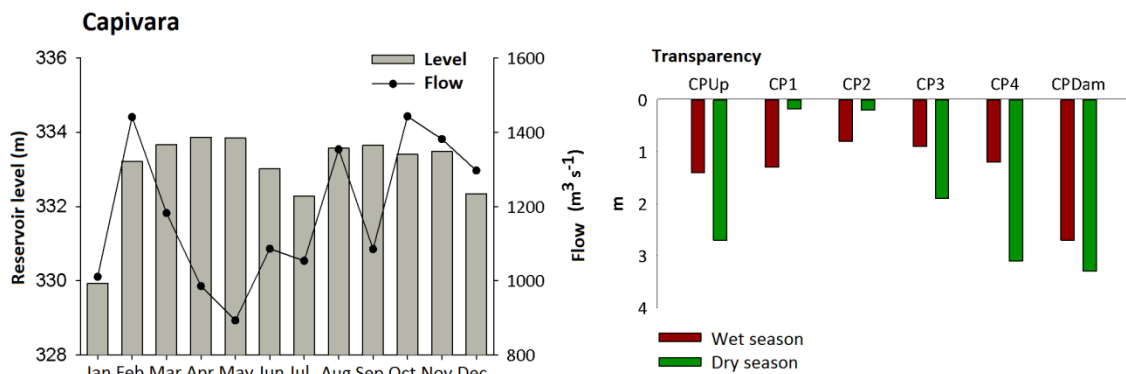 Capivara
336
334
332
330
328
Reservoir level (m)
Level
Flow
1600
1400
1200
1000
800
Flow (m³ s⁻¹)
Jan Feb Mar Apr May Jun Jul Aug Sep Oct Nov Dec
Transparency
CPUp CP1 CP2 CP3 CP4 CPDam
0
1
2
3
4
m
Wet season
Dry season